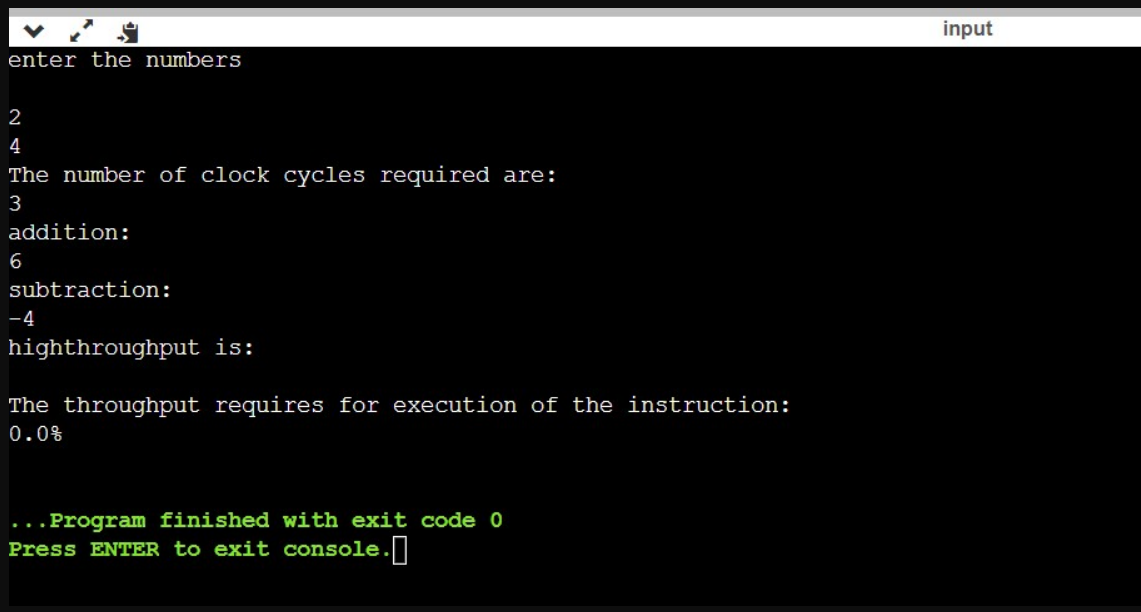 input
enter the numbers
2
4
The number of clock cycles required are:
3
addition:
6
subtraction:
-4
highthroughput is:
The throughput requires for execution of the instruction:
0.0%
...Program finished with exit code 0
Press ENTER to exit console.